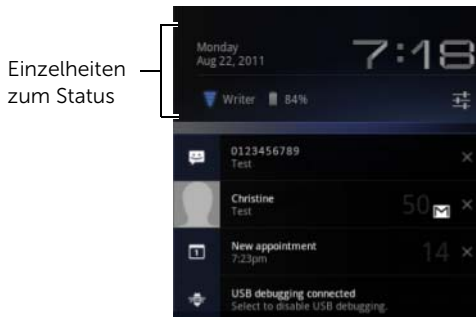 Einzelheiten
zum Status
Monday
Aug 22, 2011
7:18
Writer 84%
0123456789
Test
Christine
Test
50
1
New appointment
7:23pm
14
USB debugging connected
Select to disable USB debugging.